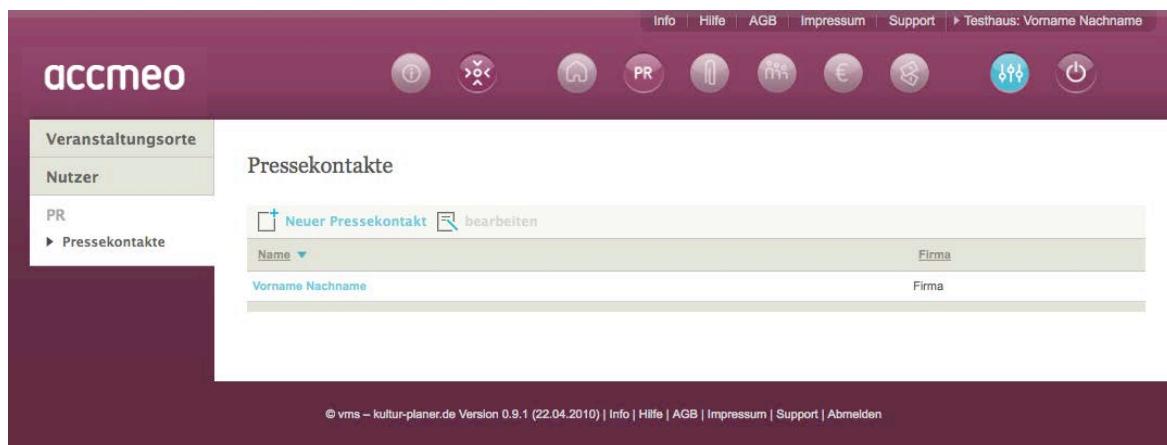 Info Hilfe AGB Impressum Support Testhaus: Vorname Nachname
accmeo
PR
€
Veranstaltungsorte
Nutzer
PR
Pressekontakte
Pressekontakte
Neuer Pressekontakt bearbeiten
Name Firma
Vorname Nachname Firma
© vms – kultur-planer.de Version 0.9.1 (22.04.2010) | Info | Hilfe | AGB | Impressum | Support | Abmelden